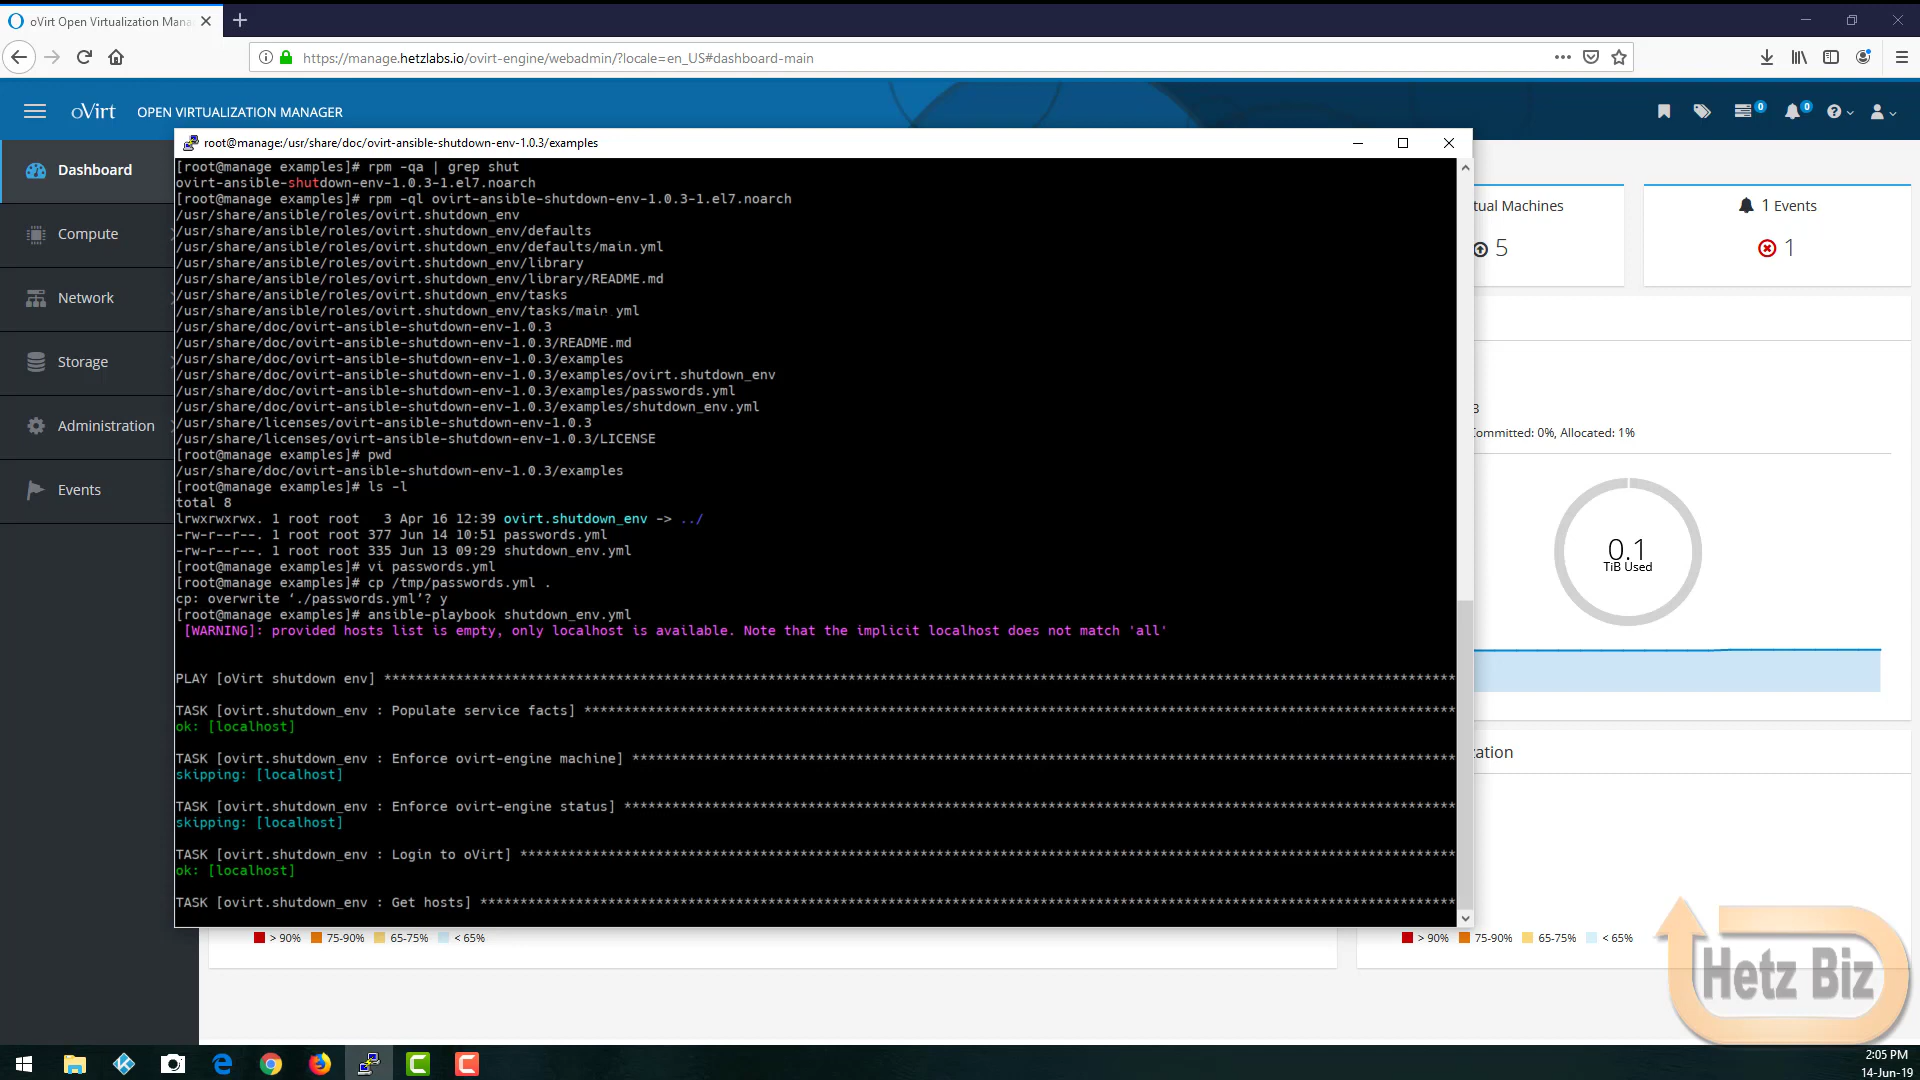 oVirt Open Virtualization Mana
https://manage.hetzlabs.io/ovirt-engine/webadmin/?locale=en_US#dashboard-main
oVirt OPEN VIRTUALIZATION MANAGER
0
0
Dashboard
Compute
Network
Storage
Administration
Events
root@manage:/usr/share/doc/ovirt-ansible-shutdown-env-1.0.3/examples
[root@manage examples]# rpm -qa | grep shut
ovirt-ansible-shutdown-env-1.0.3-1.el7.noarch
[root@manage examples]# rpm -ql ovirt-ansible-shutdown-env-1.0.3-1.el7.noarch
/usr/share/ansible/roles/ovirt.shutdown_env
/usr/share/ansible/roles/ovirt.shutdown_env/defaults
/usr/share/ansible/roles/ovirt.shutdown_env/defaults/main.yml
/usr/share/ansible/roles/ovirt.shutdown_env/library
/usr/share/ansible/roles/ovirt.shutdown_env/library/README.md
/usr/share/ansible/roles/ovirt.shutdown_env/tasks
/usr/share/ansible/roles/ovirt.shutdown_env/tasks/main.yml
/usr/share/doc/ovirt-ansible-shutdown-env-1.0.3
/usr/share/doc/ovirt-ansible-shutdown-env-1.0.3/README.md
/usr/share/doc/ovirt-ansible-shutdown-env-1.0.3/examples
/usr/share/doc/ovirt-ansible-shutdown-env-1.0.3/examples/ovirt.shutdown_env
/usr/share/doc/ovirt-ansible-shutdown-env-1.0.3/examples/passwords.yml
/usr/share/doc/ovirt-ansible-shutdown-env-1.0.3/examples/shutdown_env.yml
/usr/share/licenses/ovirt-ansible-shutdown-env-1.0.3
/usr/share/licenses/ovirt-ansible-shutdown-env-1.0.3/LICENSE
[root@manage examples]# pwd
/usr/share/doc/ovirt-ansible-shutdown-env-1.0.3/examples
[root@manage examples]# ls -l
total 8
lrwxrwxrwx. 1 root root   3 Apr 16 12:39 ovirt.shutdown_env -> ../
-rw-r--r--. 1 root root 377 Jun 14 10:51 passwords.yml
-rw-r--r--. 1 root root 335 Jun 13 09:29 shutdown_env.yml
[root@manage examples]# vi passwords.yml
[root@manage examples]# cp /tmp/passwords.yml .
cp: overwrite ‘./passwords.yml’? y
[root@manage examples]# ansible-playbook shutdown_env.yml
[WARNING]: provided hosts list is empty, only localhost is available. Note that the implicit localhost does not match 'all'
PLAY [oVirt shutdown env] **************************************************************************************************************************************
TASK [ovirt.shutdown_env : Populate service facts] *************************************************************************************************************
ok: [localhost]
TASK [ovirt.shutdown_env : Enforce ovirt-engine machine] *******************************************************************************************************
skipping: [localhost]
TASK [ovirt.shutdown_env : Enforce ovirt-engine status] ********************************************************************************************************
skipping: [localhost]
TASK [ovirt.shutdown_env : Login to oVirt] *********************************************************************************************************************
ok: [localhost]
TASK [ovirt.shutdown_env : Get hosts] **************************************************************************************************************************
tual Machines
5
1 Events
1
Committed: 0%, Allocated: 1%
0.1
TiB Used
zation
> 90% 75-90% 65-75% < 65%
> 90% 75-90% 65-75% < 65%
Hetz Biz
2:05 PM
14-Jun-19